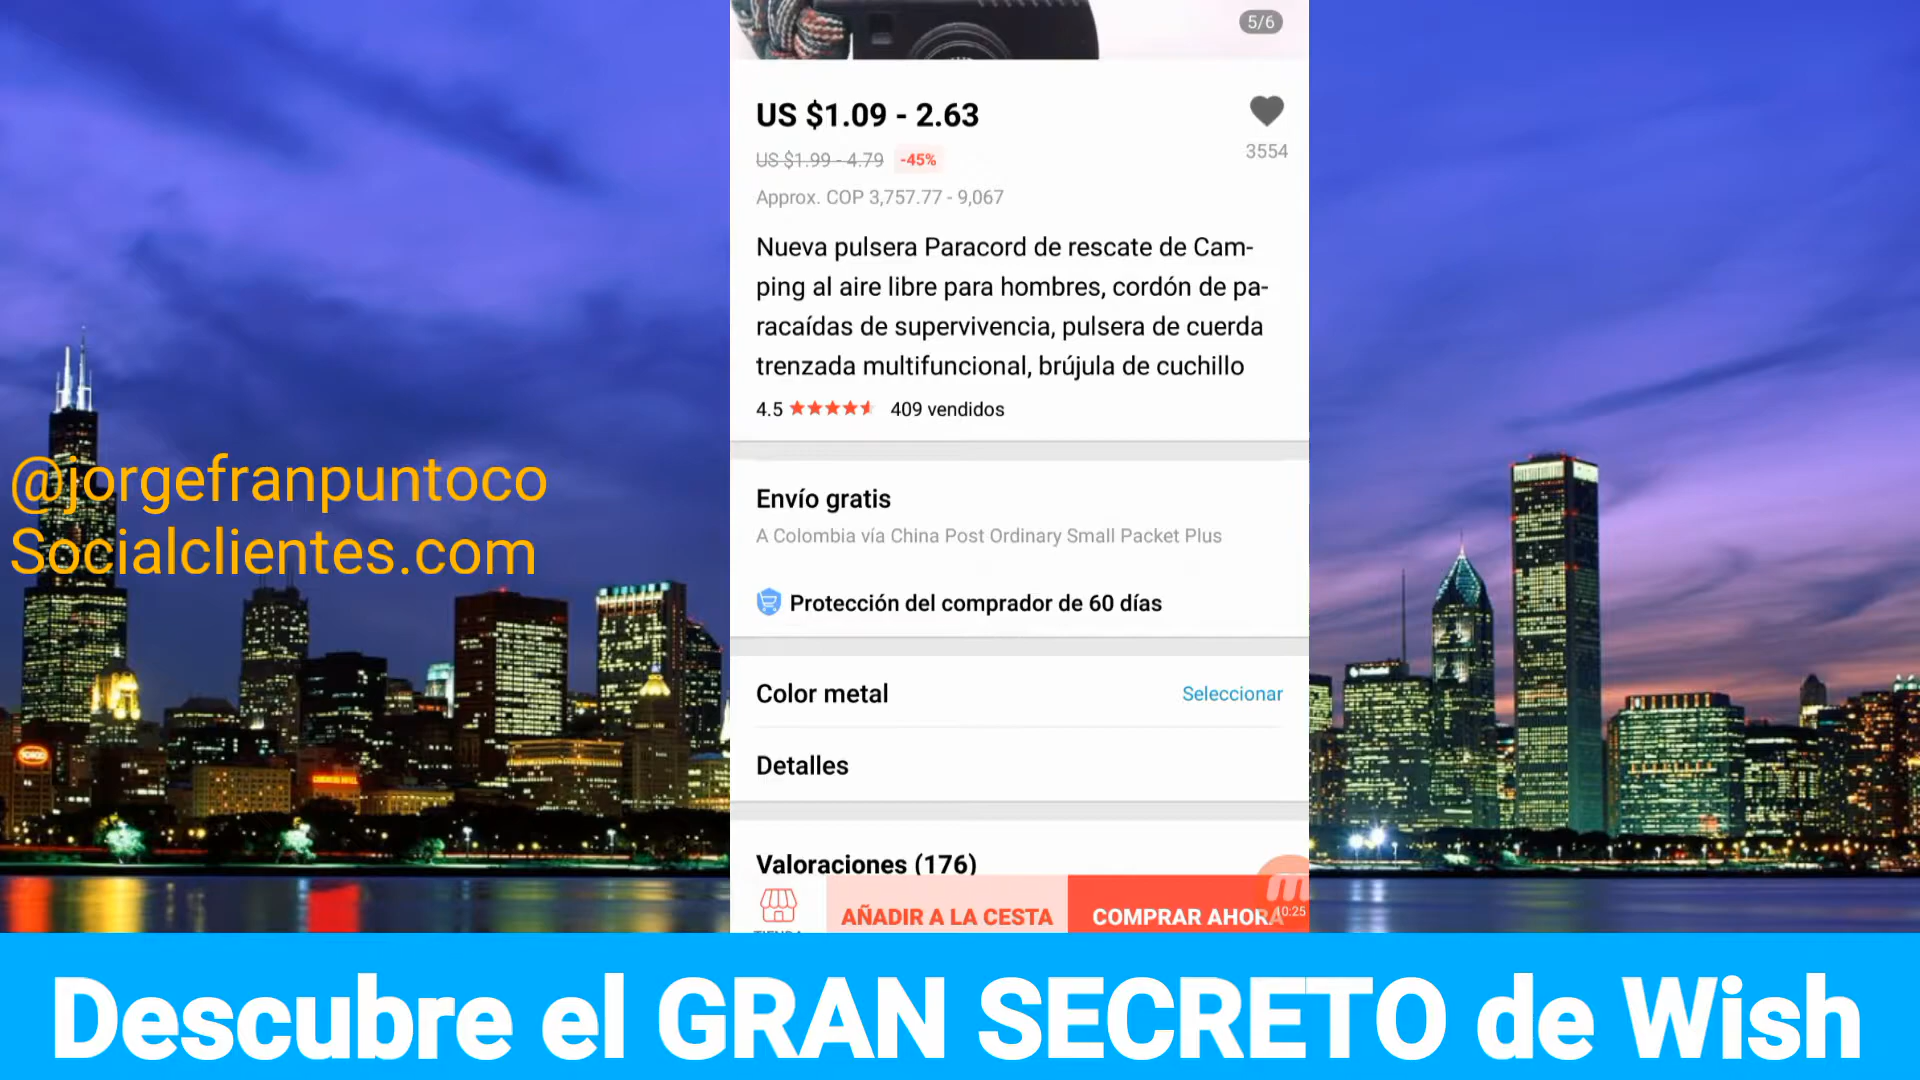 5/6
US $1.09 - 2.63
3554
US $1.99 - 4.79 -45%
Approx. COP 3,757.77 - 9,067
Nueva pulsera Paracord de rescate de Cam-
ping al aire libre para hombres, cordón de pa-
racaídas de supervivencia, pulsera de cuerda
trenzada multifuncional, brújula de cuchillo
4.5 409 vendidos
@jorgefranpuntoco
Socialclientes.com
Envío gratis
A Colombia vía China Post Ordinary Small Packet Plus
Protección del comprador de 60 días
Color metal Seleccionar
Detalles
Valoraciones (176)
AÑADIR A LA CESTA
COMPRAR AHORA
10:25
Descubre el GRAN SECRETO de Wish